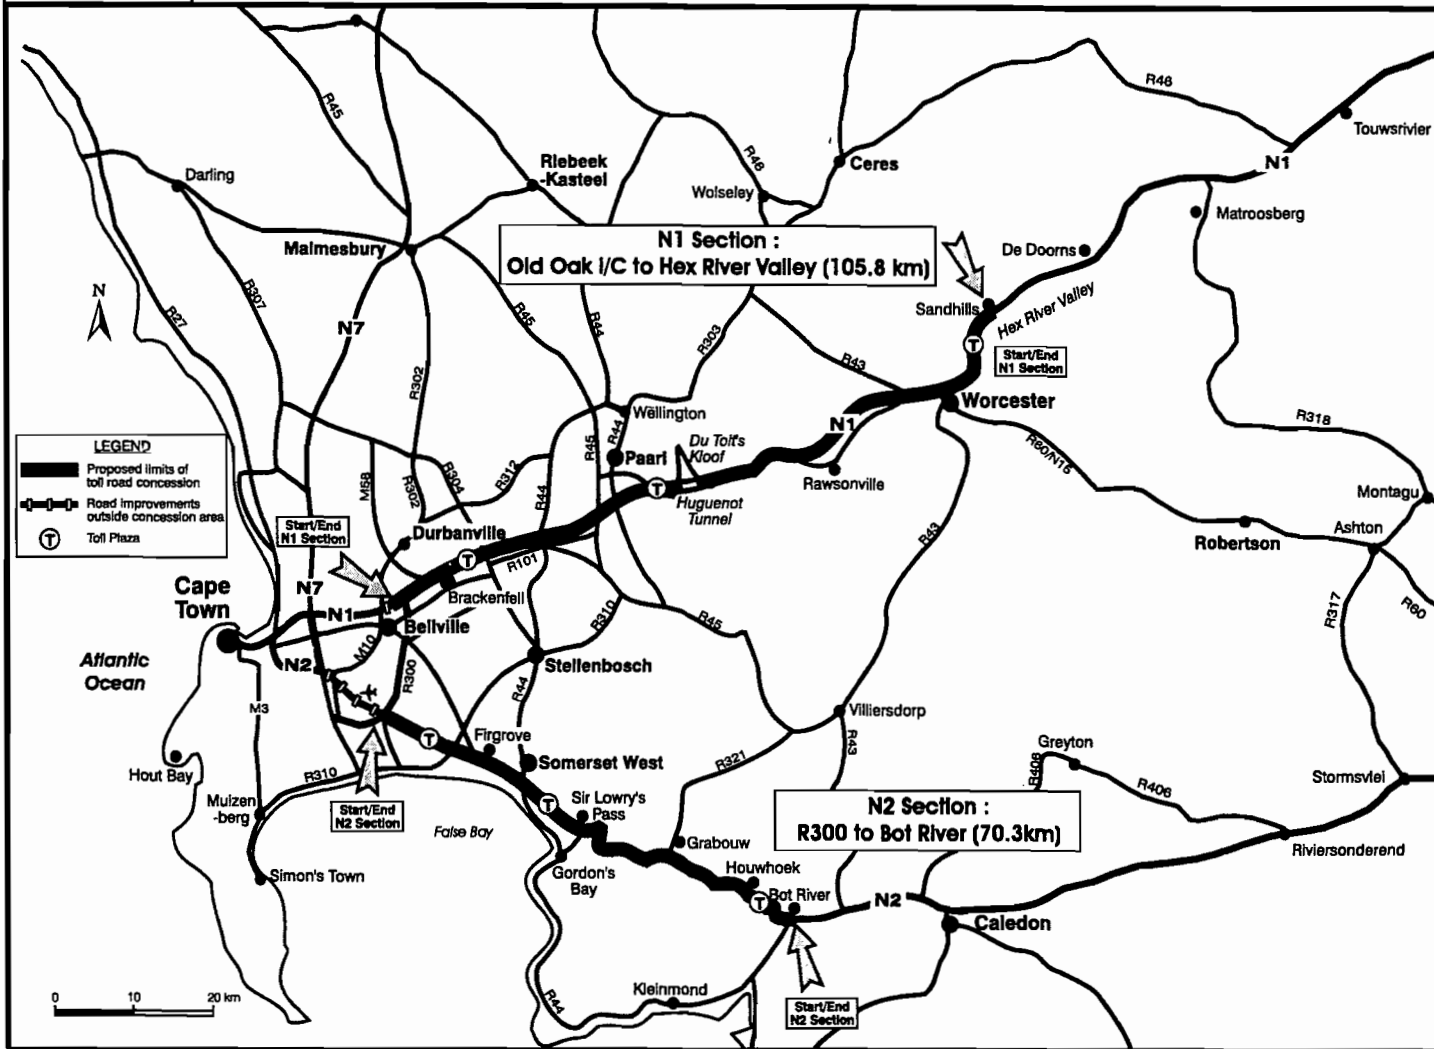 R46
Touwsrivier
N1
R45
Riebeek
-Kasteel
R46
Ceres
Wolseley
Darling
Matroosberg
Malmesbury
N1 Section :
Old Oak I/C to Hex River Valley (105.8 km)
De Doorns
N
R27
R307
N7
R45
R44
R303
Sandhills
Hex River Valley
Start/End
N1 Section
R43
R302
Worcester
Wellington
N1
R318
LEGEND
Proposed limits of
toll road concession
Road improvements
outside concession area
T
Toll Plaza
R44
R45
Paarl
Du Toit's
Kloof
R60/N15
M58
R302
R304
R312
R44
T
Rawsonville
Huguenot
Tunnel
Montagu
Ashton
Robertson
Start/End
N1 Section
Durbanville
T
R101
R43
Cape
Town
N7
N1
Brackenfell
R310
R45
R317
R60
Bellville
M10
Atlantic
Ocean
N2
R300
Stellenbosch
R44
M3
Villiersdorp
T
Firgrove
R43
Hout Bay
R310
Somerset West
R321
Greyton
R406
R406
Stormsvlei
Muizen
-berg
Start/End
N2 Section
False Bay
T
Sir Lowry's
Pass
N2 Section :
R300 to Bot River (70.3km)
Grabouw
Riviersonderend
Simon's Town
Gordon's
Bay
Houwhoek
T
Bot River
N2
Caledon
0 10 20 km
R44
Kleinmond
Start/End
N2 Section